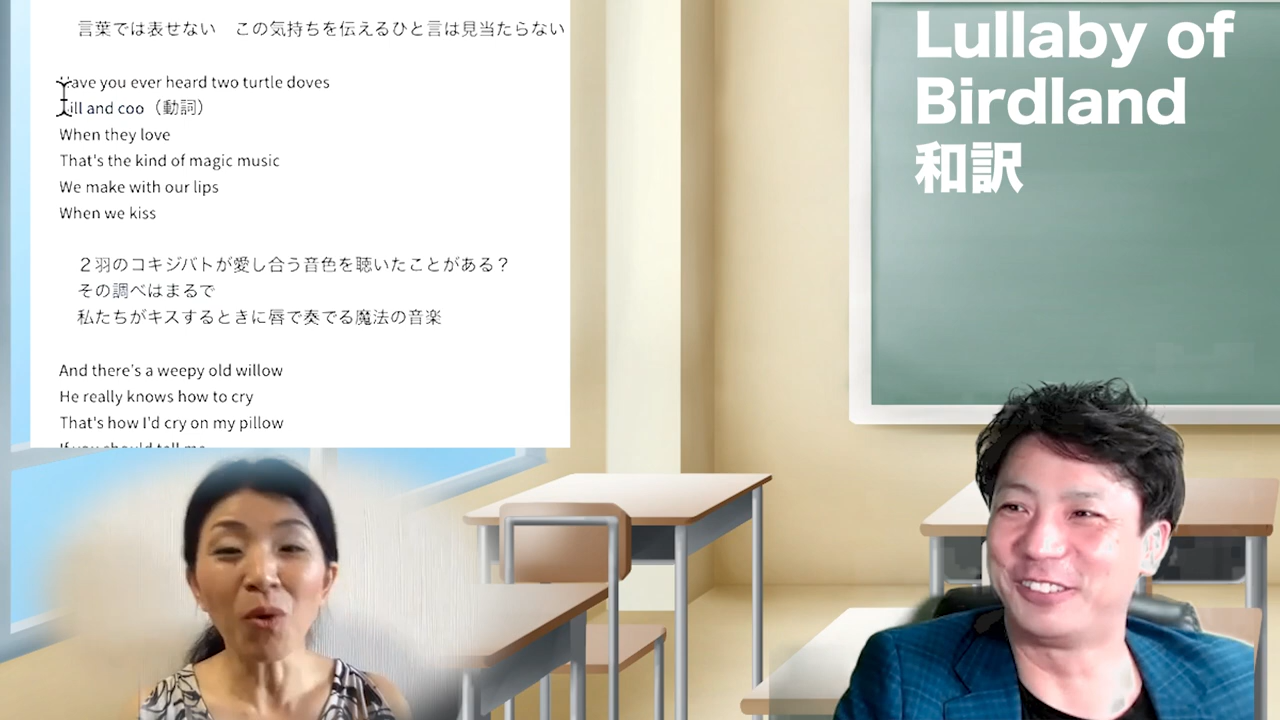 言葉では表せない　この気持ちを伝えるひと言は見当たらない
ave you ever heard two turtle doves
ill and coo（動詞）
When they love
That's the kind of magic music
We make with our lips
When we kiss
２羽のコキジバトが愛し合う音色を聴いたことがある？
その調べはまるで
私たちがキスするときに唇で奏でる魔法の音楽
And there's a weepy old willow
He really knows how to cry
That's how I'd cry on my pillow
If you should tell me
Lullaby of
Birdland
和訳